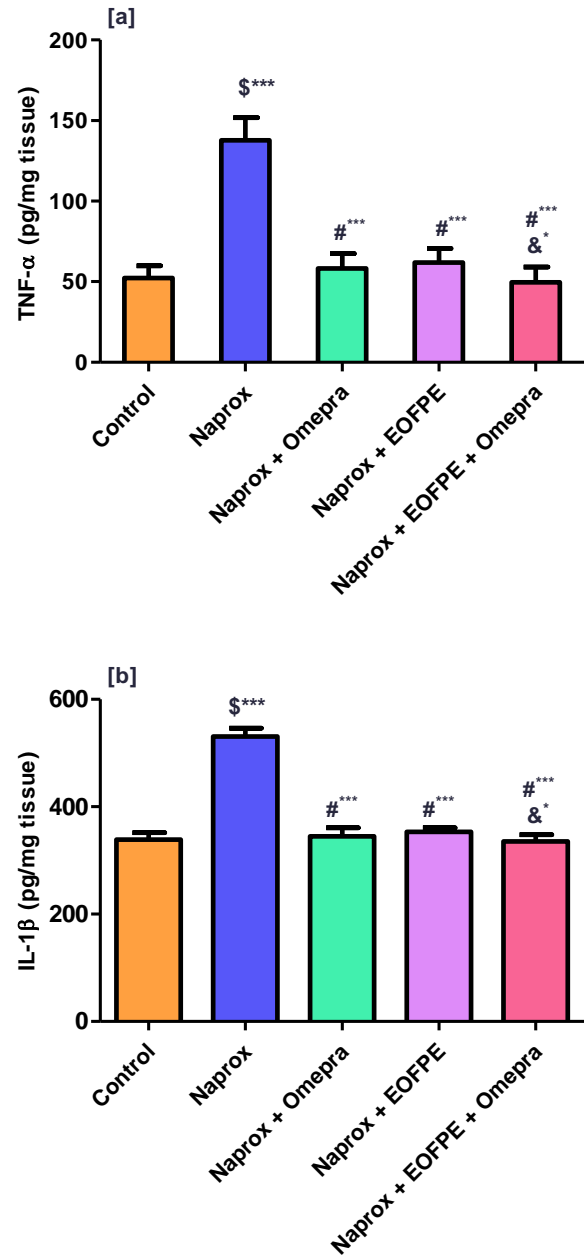 [a]
TNF-α (pg/mg tissue)
200
150
100
50
0
$***
#***
#***
#***
&*
Control
Naprox
Naprox + Omepra
Naprox + EOFPE
Naprox + EOFPE + Omepra
[b]
IL-1β (pg/mg tissue)
600
400
200
0
$***
#***
#***
#***
&*
Control
Naprox
Naprox + Omepra
Naprox + EOFPE
Naprox + EOFPE + Omepra